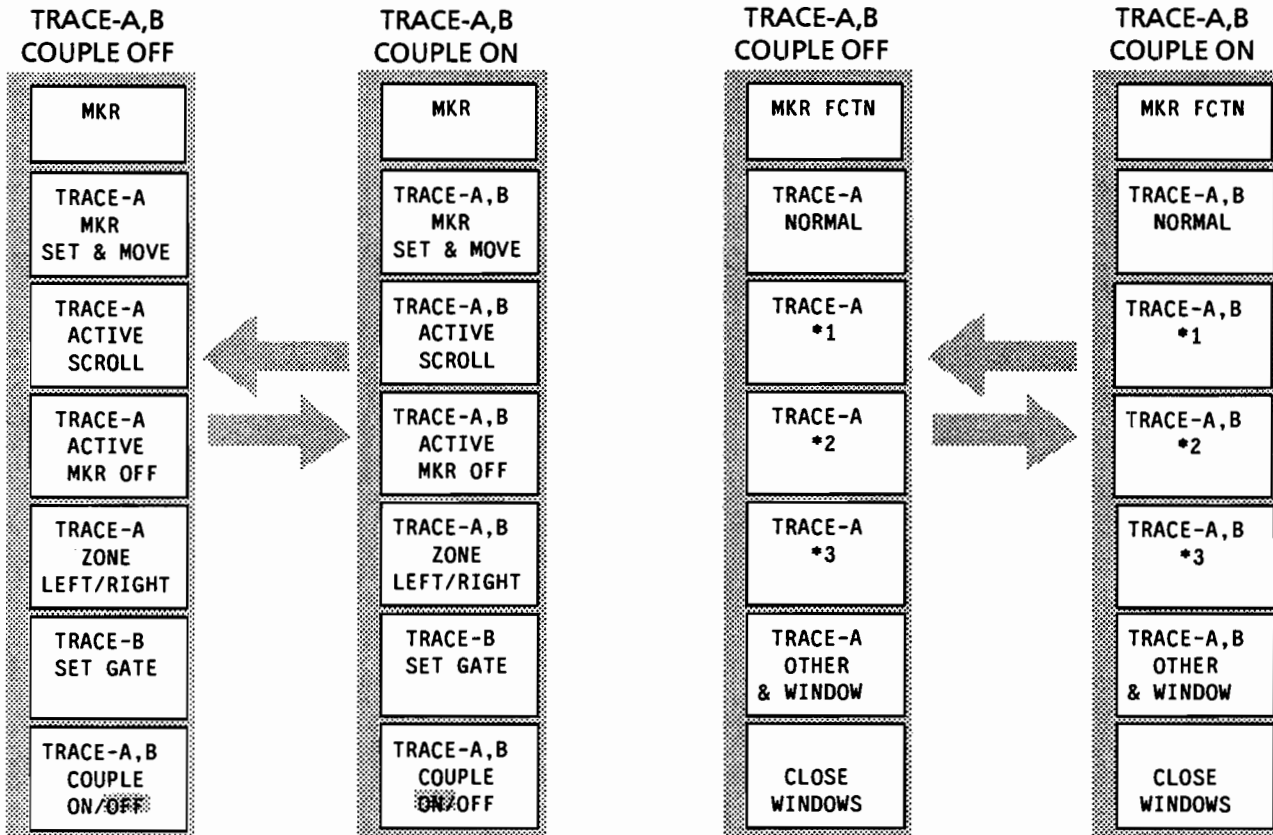 TRACE-A,B
COUPLE OFF
MKR
TRACE-A
MKR
SET & MOVE
TRACE-A
ACTIVE
SCROLL
TRACE-A
ACTIVE
MKR OFF
TRACE-A
ZONE
LEFT/RIGHT
TRACE-B
SET GATE
TRACE-A,B
COUPLE
ON/OFF
TRACE-A,B
COUPLE ON
MKR
TRACE-A,B
MKR
SET & MOVE
TRACE-A,B
ACTIVE
SCROLL
TRACE-A,B
ACTIVE
MKR OFF
TRACE-A,B
ZONE
LEFT/RIGHT
TRACE-B
SET GATE
TRACE-A,B
COUPLE
ON/OFF
TRACE-A,B
COUPLE OFF
MKR FCTN
TRACE-A
NORMAL
TRACE-A
*1
TRACE-A
*2
TRACE-A
*3
TRACE-A
OTHER
& WINDOW
CLOSE
WINDOWS
TRACE-A,B
COUPLE ON
MKR FCTN
TRACE-A,B
NORMAL
TRACE-A,B
*1
TRACE-A,B
*2
TRACE-A,B
*3
TRACE-A,B
OTHER
& WINDOW
CLOSE
WINDOWS